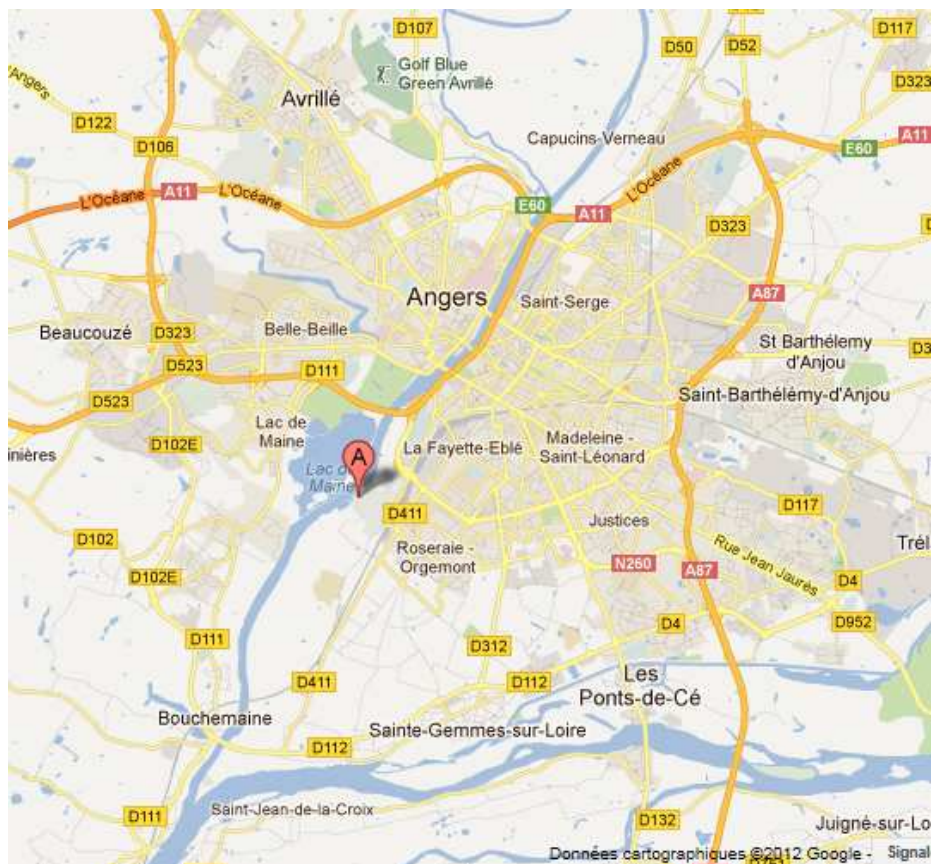 D107
D50
D52
D117
Golf Blue
Green Avrillé
Angers
D323
Avrillé
D122
D106
Capucins-Verneau
A11
E60
L'Océane
A11
L'Océane
L'Océane
E60
A11
D323
Angers
Saint-Serge
A87
Beaucouzé
D323
Belle-Beille
St Barthélemy
d'Anjou
D523
D111
D523
Saint-Barthélémy-d'Anjou
Lac de
Maine
D102E
La Fayette-Eblé
Madeleine -
Saint-Léonard
A
Lac de
Maine
inières
D411
Justices
D117
D102
Roseraie -
Orgemont
N260
A87
Rue Jean Jaurès
Trél
D102E
D4
D111
D312
D4
D952
D411
D112
Les
Ponts-de-Cé
Bouchemaine
Sainte-Gemmes-sur-Loire
D112
D111
Saint-Jean-de-la-Croix
D132
Juigné-sur-Lo
Données cartographiques ©2012 Google - Signal